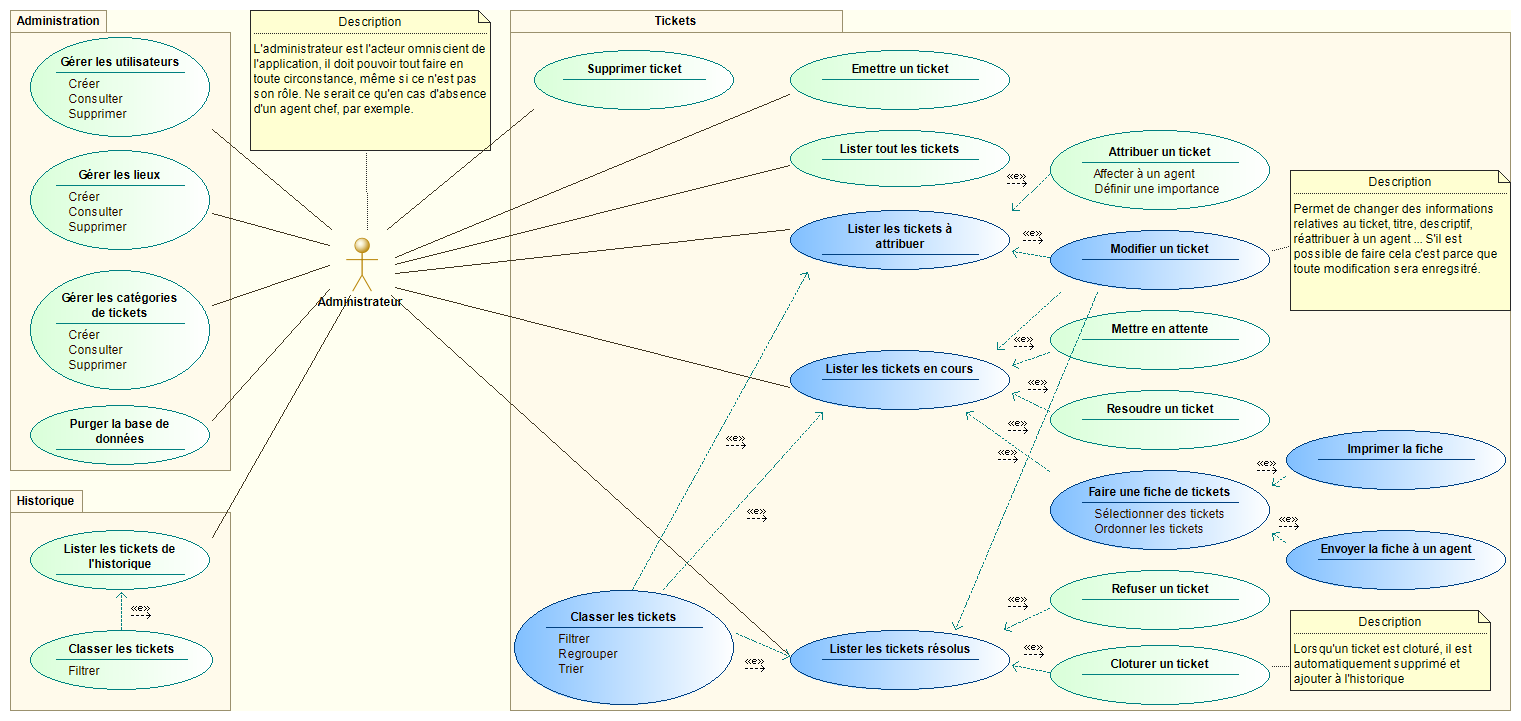 Administration
Gérer les utilisateurs
Créer
Consulter
Supprimer
Gérer les lieux
Créer
Consulter
Supprimer
Gérer les catégories
de tickets
Créer
Consulter
Supprimer
Purger la base de
données
Historique
Lister les tickets de
l'historique
«e»
Classer les tickets
Filtrer
Description
L'administrateur est l'acteur omniscient de
l'application, il doit pouvoir tout faire en
toute circonstance, même si ce n'est pas
son rôle. Ne serait ce qu'en cas d'absence
d'un agent chef, par exemple.
Administrateur
Tickets
Supprimer ticket
Emettre un ticket
Lister tout les tickets
Lister les tickets à
attribuer
Lister les tickets en cours
Classer les tickets
Filtrer
Regrouper
Trier
Lister les tickets résolus
«e»
«e»
«e»
«e»
«e»
«e»
«e»
«e»
«e»
«e»
«e»
«e»
«e»
Attribuer un ticket
Affecter à un agent
Définir une importance
Modifier un ticket
Mettre en attente
Resoudre un ticket
Faire une fiche de tickets
Sélectionner des tickets
Ordonner les tickets
Refuser un ticket
Cloturer un ticket
Description
Permet de changer des informations
relatives au ticket, titre, descriptif,
réattribuer à un agent ... S'il est
possible de faire cela c'est parce que
toute modification sera enregsitré.
Imprimer la fiche
Envoyer la fiche à un agent
Description
Lorsqu'un ticket est cloturé, il est
automatiquement supprimé et
ajouter à l'historique